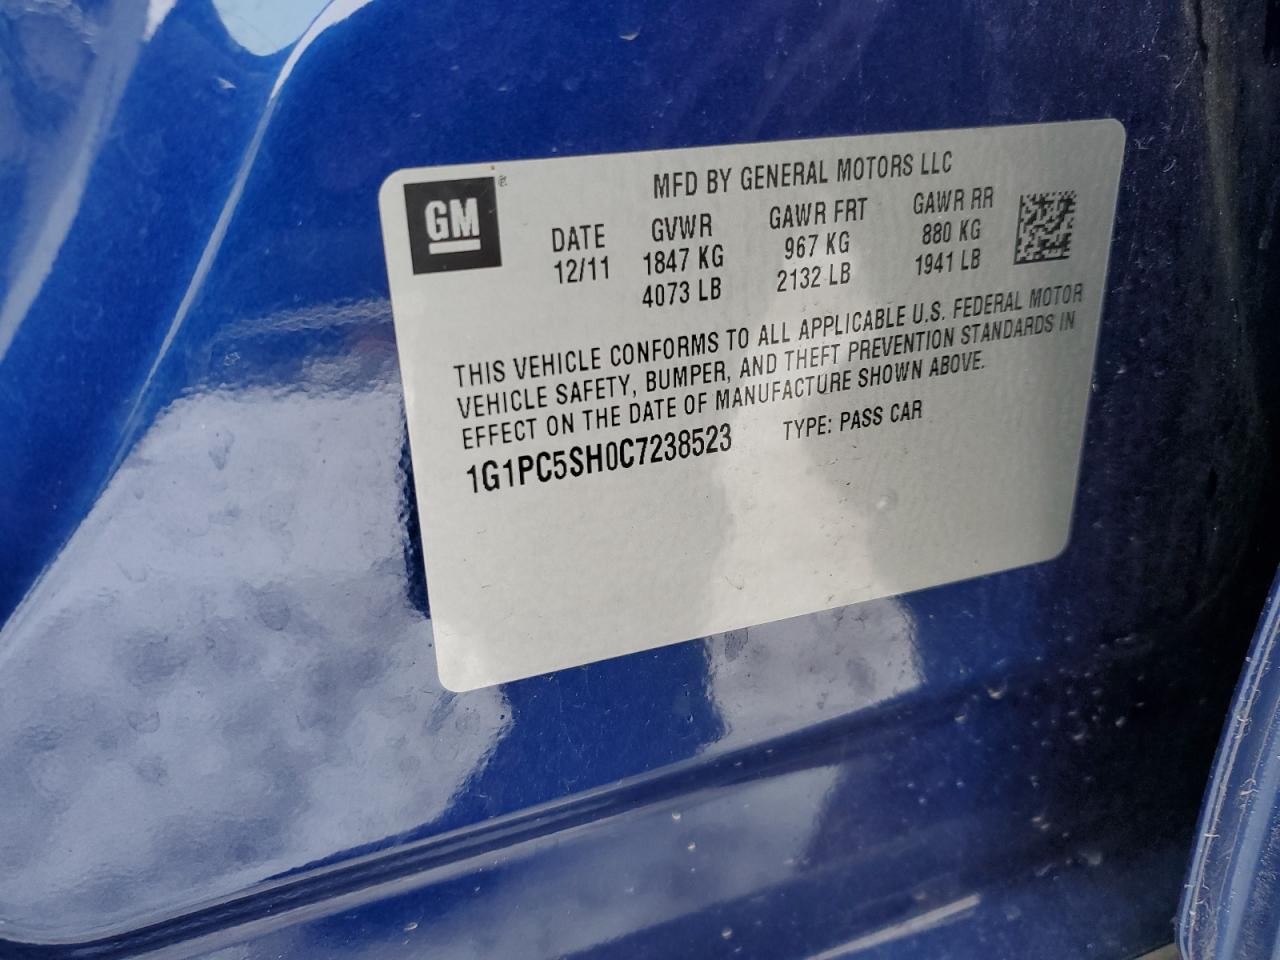 GM®
MFD BY GENERAL MOTORS LLC
DATE GVWR GAWR FRT GAWR RR
12/11 1847 KG 967 KG 880 KG
4073 LB 2132 LB 1941 LB
THIS VEHICLE CONFORMS TO ALL APPLICABLE U.S. FEDERAL MOTOR
VEHICLE SAFETY, BUMPER, AND THEFT PREVENTION STANDARDS IN
EFFECT ON THE DATE OF MANUFACTURE SHOWN ABOVE.
1G1PC5SH0C7238523 TYPE: PASS CAR